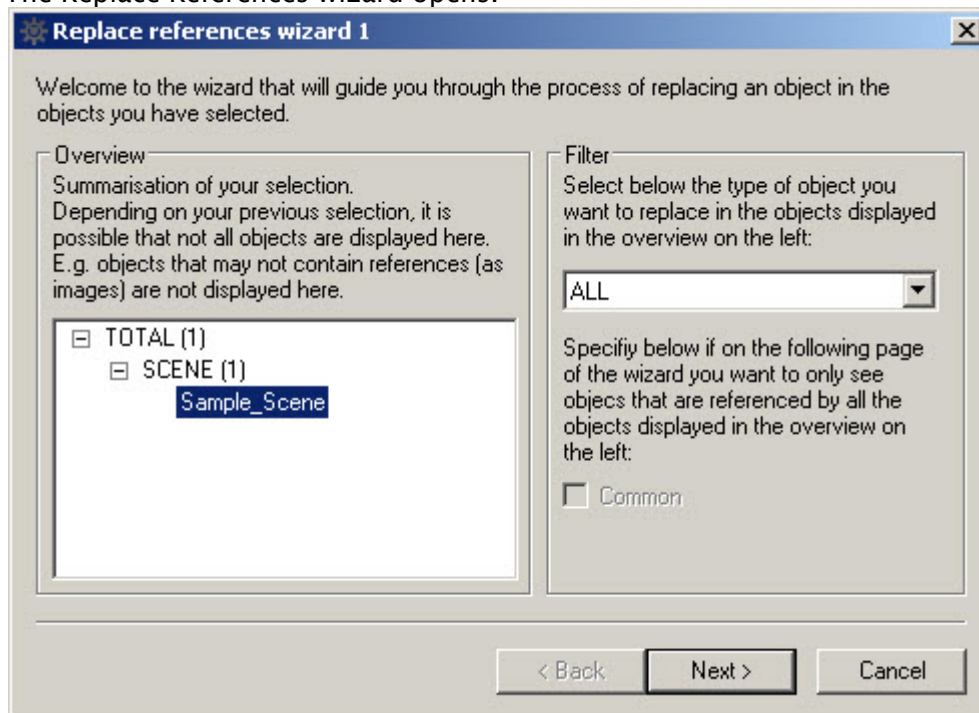 The Replace References wizard opens.
Replace references wizard 1
Welcome to the wizard that will guide you through the process of replacing an object in the
objects you have selected.
Overview
Summarisation of your selection.
Depending on your previous selection, it is
possible that not all objects are displayed here.
E.g. objects that may not contain references (as
images) are not displayed here.
TOTAL (1)
SCENE (1)
Sample_Scene
Filter
Select below the type of object you
want to replace in the objects displayed
in the overview on the left:
ALL
Specifiy below if on the following page
of the wizard you want to only see
objecs that are referenced by all the
objects displayed in the overview on
the left:
Common
< Back
Next >
Cancel